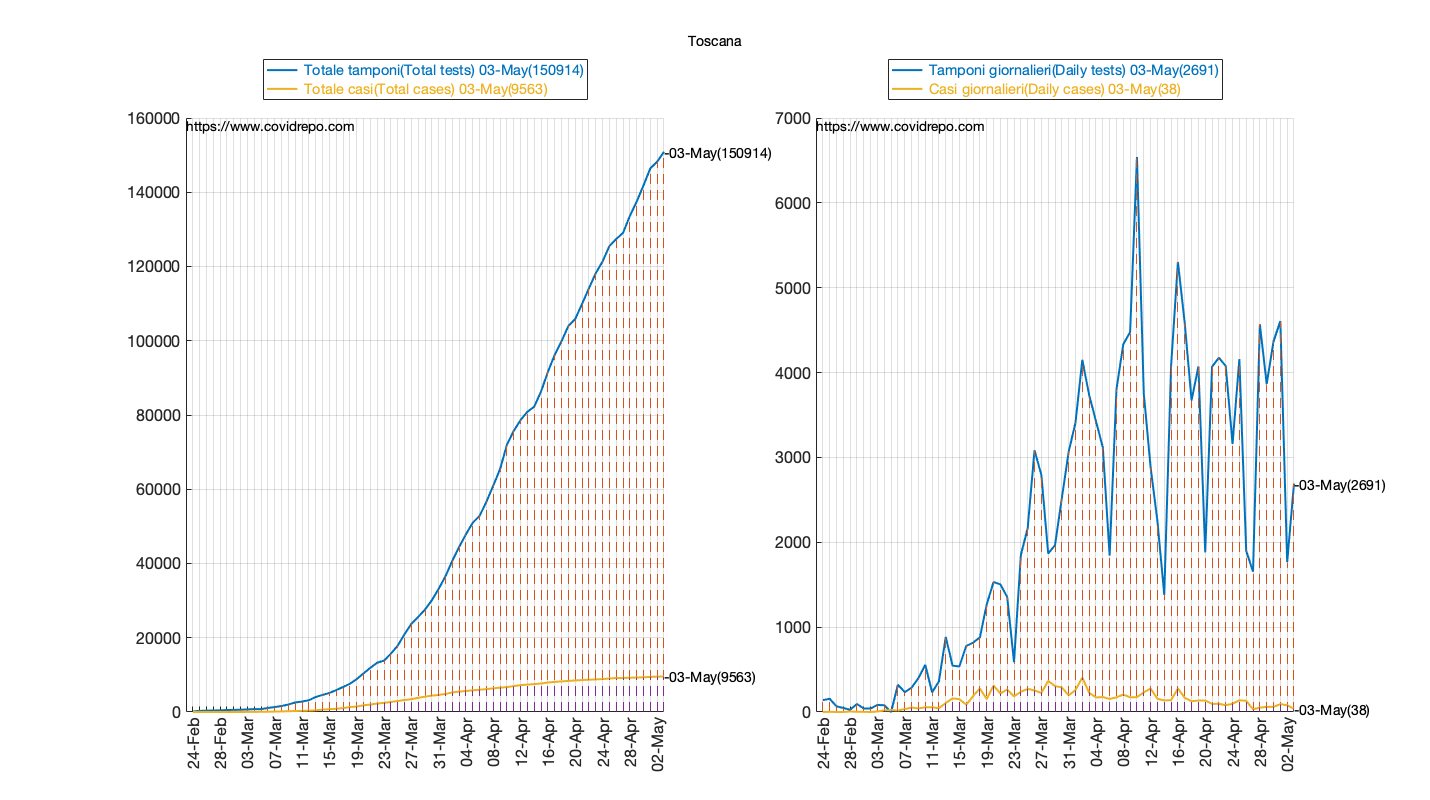 Toscana
Totale tamponi(Total tests) 03-May(150914)
Totale casi(Total cases) 03-May(9563)
160000
https://www.covidrepo.com
140000
120000
100000
80000
60000
40000
20000
0
03-May(150914)
03-May(9563)
24-Feb
28-Feb
03-Mar
07-Mar
11-Mar
15-Mar
19-Mar
23-Mar
27-Mar
31-Mar
04-Apr
08-Apr
12-Apr
16-Apr
20-Apr
24-Apr
28-Apr
02-May
Tamponi giornalieri(Daily tests) 03-May(2691)
Casi giornalieri(Daily cases) 03-May(38)
7000
https://www.covidrepo.com
6000
5000
4000
3000
2000
1000
0
03-May(2691)
03-May(38)
24-Feb
28-Feb
03-Mar
07-Mar
11-Mar
15-Mar
19-Mar
23-Mar
27-Mar
31-Mar
04-Apr
08-Apr
12-Apr
16-Apr
20-Apr
24-Apr
28-Apr
02-May